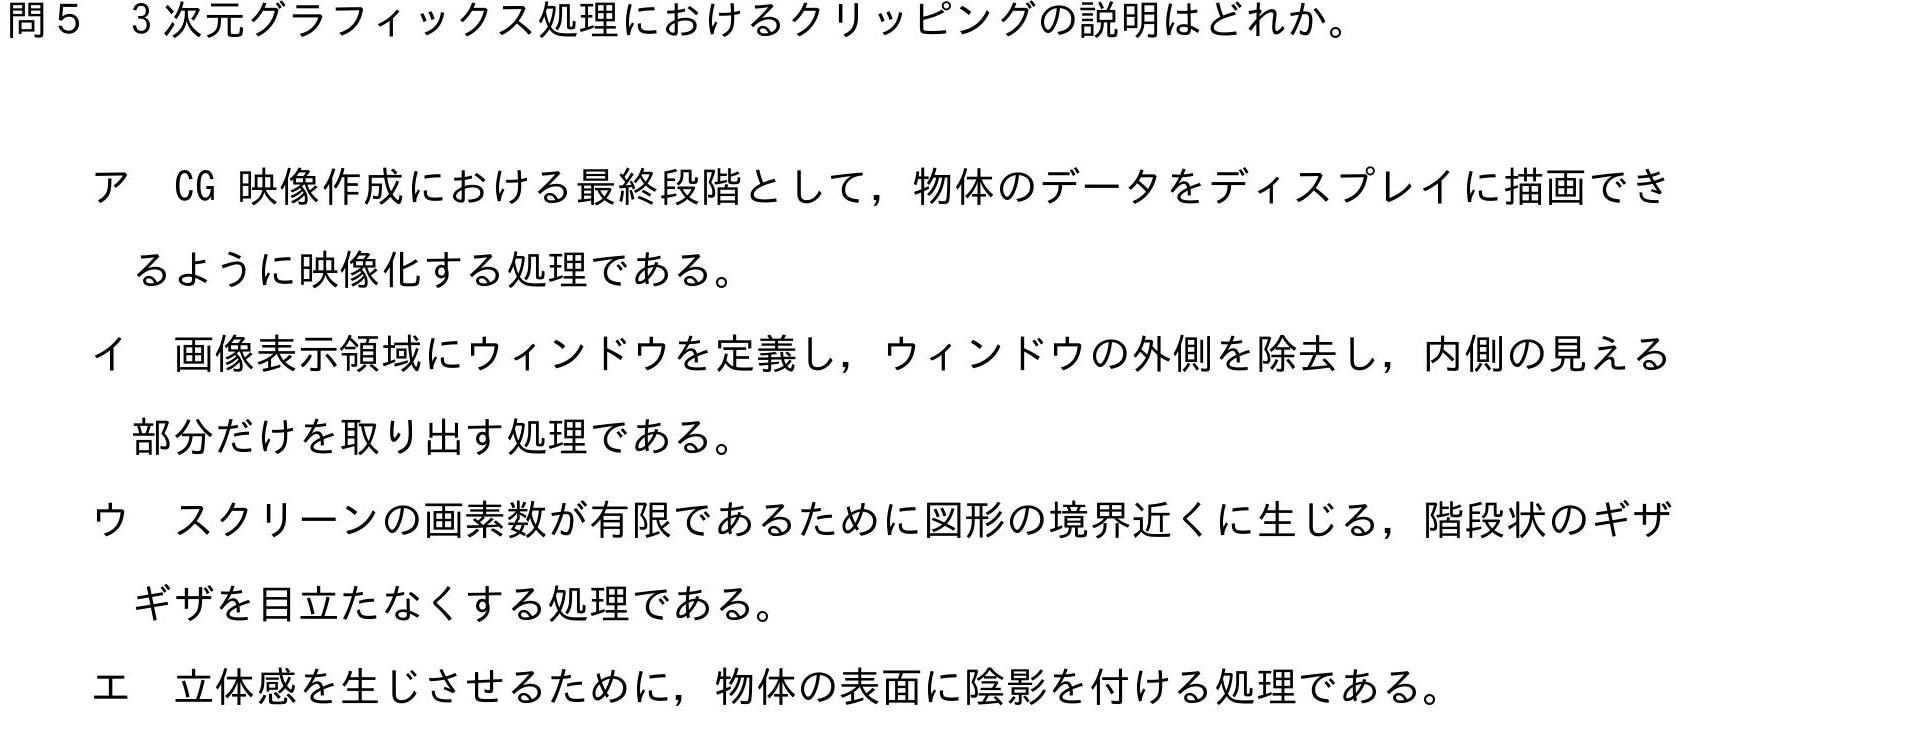 問５　３次元グラフィックス処理におけるクリッピングの説明はどれか。
ア　CG 映像作成における最終段階として，物体のデータをディスプレイに描画でき
るように映像化する処理である。
イ　画像表示領域にウィンドウを定義し，ウィンドウの外側を除去し，内側の見える
部分だけを取り出す処理である。
ウ　スクリーンの画素数が有限であるために図形の境界近くに生じる，階段状のギザ
ギザを目立たなくする処理である。
エ　立体感を生じさせるために，物体の表面に陰影を付ける処理である。